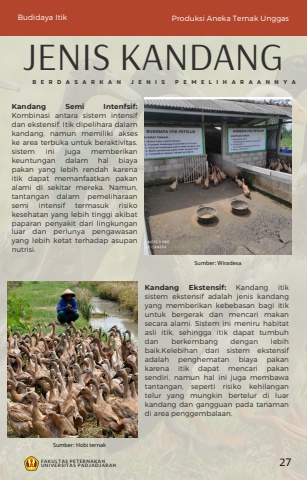 Budidaya Itik
Produksi Aneka Ternak Unggas
JENIS KANDANG
BERDASARKAN JENIS PEMELIHARAANNYA
Kandang Semi Intenfsif:
Kombinasi antara sistem intensif
dan ekstensif. Itik dipelihara dalam
kandang, namun memiliki akses
ke area terbuka untuk beraktivitas.
sistem ini juga memberikan
keuntungan dalam hal biaya
pakan yang lebih rendah karena
itik dapat memanfaatkan pakan
alami di sekitar mereka. Namun,
tantangan dalam pemeliharaan
semi intensif termasuk risiko
kesehatan yang lebih tinggi akibat
paparan penyakit dari lingkungan
luar dan perlunya pengawasan
yang lebih ketat terhadap asupan
nutrisi.
Sumber: Wiradesa
Kandang Ekstensif: Kandang itik
sistem ekstensif adalah jenis kandang
yang memberikan kebebasan bagi itik
untuk bergerak dan mencari makan
secara alami. Sistem ini meniru habitat
asli itik, sehingga itik dapat tumbuh
dan berkembang dengan lebih
baik.Kelebihan dari sistem ekstensif
adalah penghematan biaya pakan
karena itik dapat mencari pakan
sendiri, namun hal ini juga membawa
tantangan, seperti risiko kehilangan
telur yang mungkin bertelur di luar
kandang dan gangguan pada tanaman
di area penggembalaan.
Sumber: Hobi ternak
FAKULTAS PETERNAKAN
UNIVERSITAS PADJADJARAN
27